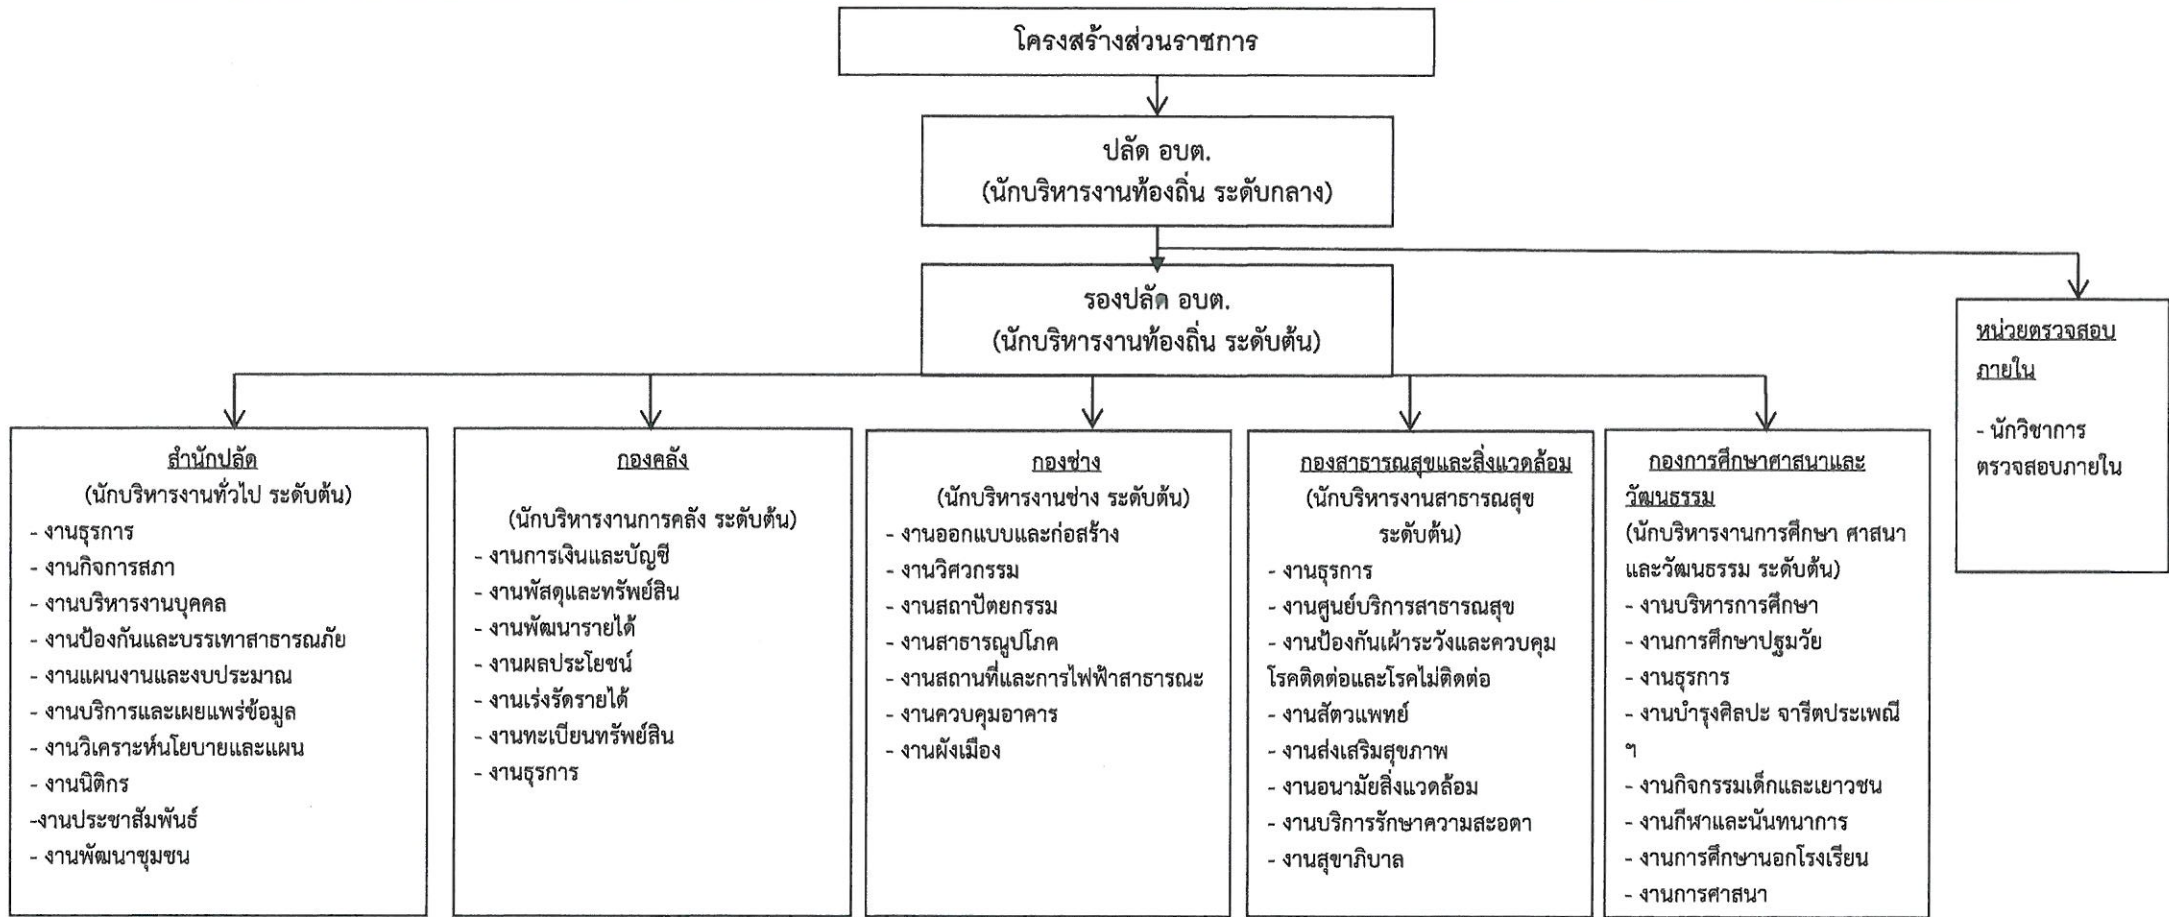 โครงสร้างส่วนราชการ
ปลัด อบต.
(นักบริหารงานท้องถิ่น ระดับกลาง)
รองปลัด อบต.
(นักบริหารงานท้องถิ่น ระดับต้น)
หน่วยตรวจสอบ
ภายใน
- นักวิชาการ
ตรวจสอบภายใน
สำนักปลัด
(นักบริหารงานทั่วไป ระดับต้น)
- งานธุรการ
- งานกิจการสภา
- งานบริหารงานบุคคล
- งานป้องกันและบรรเทาสาธารณภัย
- งานแผนงานและงบประมาณ
- งานบริการและเผยแพร่ข้อมูล
- งานวิเคราะห์นโยบายและแผน
- งานนิติกร
-งานประชาสัมพันธ์
- งานพัฒนาชุมชน
กองคลัง
(นักบริหารงานการคลัง ระดับต้น)
- งานการเงินและบัญชี
- งานพัสดุและทรัพย์สิน
- งานพัฒนารายได้
- งานผลประโยชน์
- งานเร่งรัดรายได้
- งานทะเบียนทรัพย์สิน
- งานธุรการ
กองช่าง
(นักบริหารงานช่าง ระดับต้น)
- งานออกแบบและก่อสร้าง
- งานวิศวกรรม
- งานสถาปัตยกรรม
- งานสาธารณูปโภค
- งานสถานที่และการไฟฟ้าสาธารณะ
- งานควบคุมอาคาร
- งานผังเมือง
กองสาธารณสุขและสิ่งแวดล้อม
(นักบริหารงานสาธารณสุข
ระดับต้น)
- งานธุรการ
- งานศูนย์บริการสาธารณสุข
- งานป้องกันเฝ้าระวังและควบคุม
โรคติดต่อและโรคไม่ติดต่อ
- งานสัตวแพทย์
- งานส่งเสริมสุขภาพ
- งานอนามัยสิ่งแวดล้อม
- งานบริการรักษาความสะอดา
- งานสุขาภิบาล
กองการศึกษาศาสนาและ
วัฒนธรรม
(นักบริหารงานการศึกษา ศาสนา
และวัฒนธรรม ระดับต้น)
- งานบริหารการศึกษา
- งานการศึกษาปฐมวัย
- งานธุรการ
- งานบำรุงศิลปะ จารีตประเพณี
ฯ
- งานกิจกรรมเด็กและเยาวชน
- งานกีฬาและนันทนาการ
- งานการศึกษานอกโรงเรียน
- งานการศาสนา